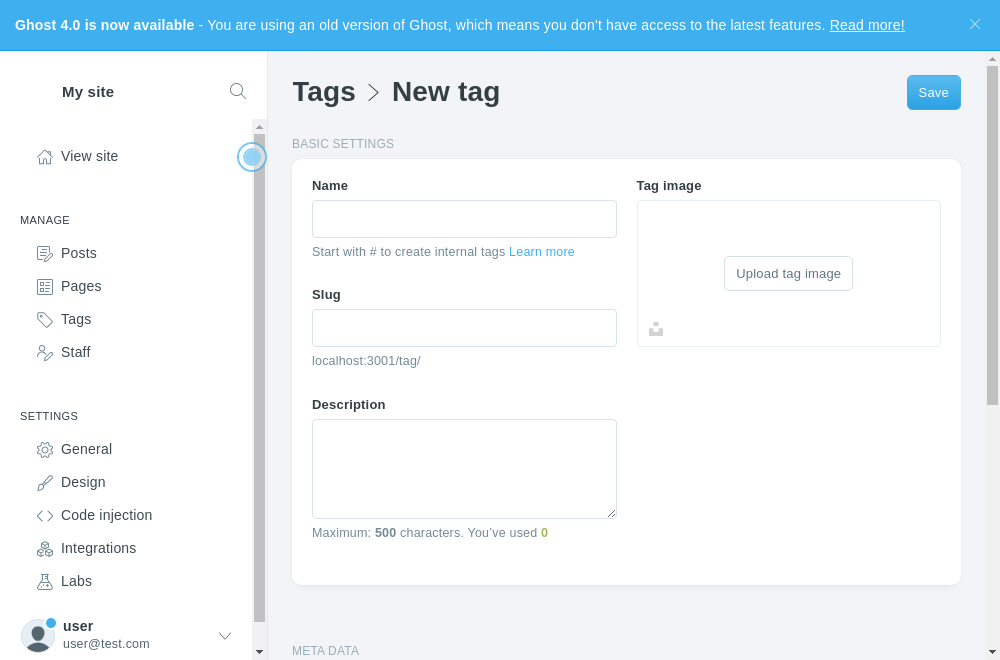 Ghost 4.0 is now available - You are using an old version of Ghost, which means you don't have access to the latest features. Read more!
My site
View site
MANAGE
Posts
Pages
Tags
Staff
SETTINGS
General
Design
Code injection
Integrations
Labs
user
user@test.com
Tags > New tag
Save
BASIC SETTINGS
Name
Start with # to create internal tags Learn more
Slug
localhost:3001/tag/
Description
Maximum: 500 characters. You’ve used 0
Tag image
Upload tag image
META DATA